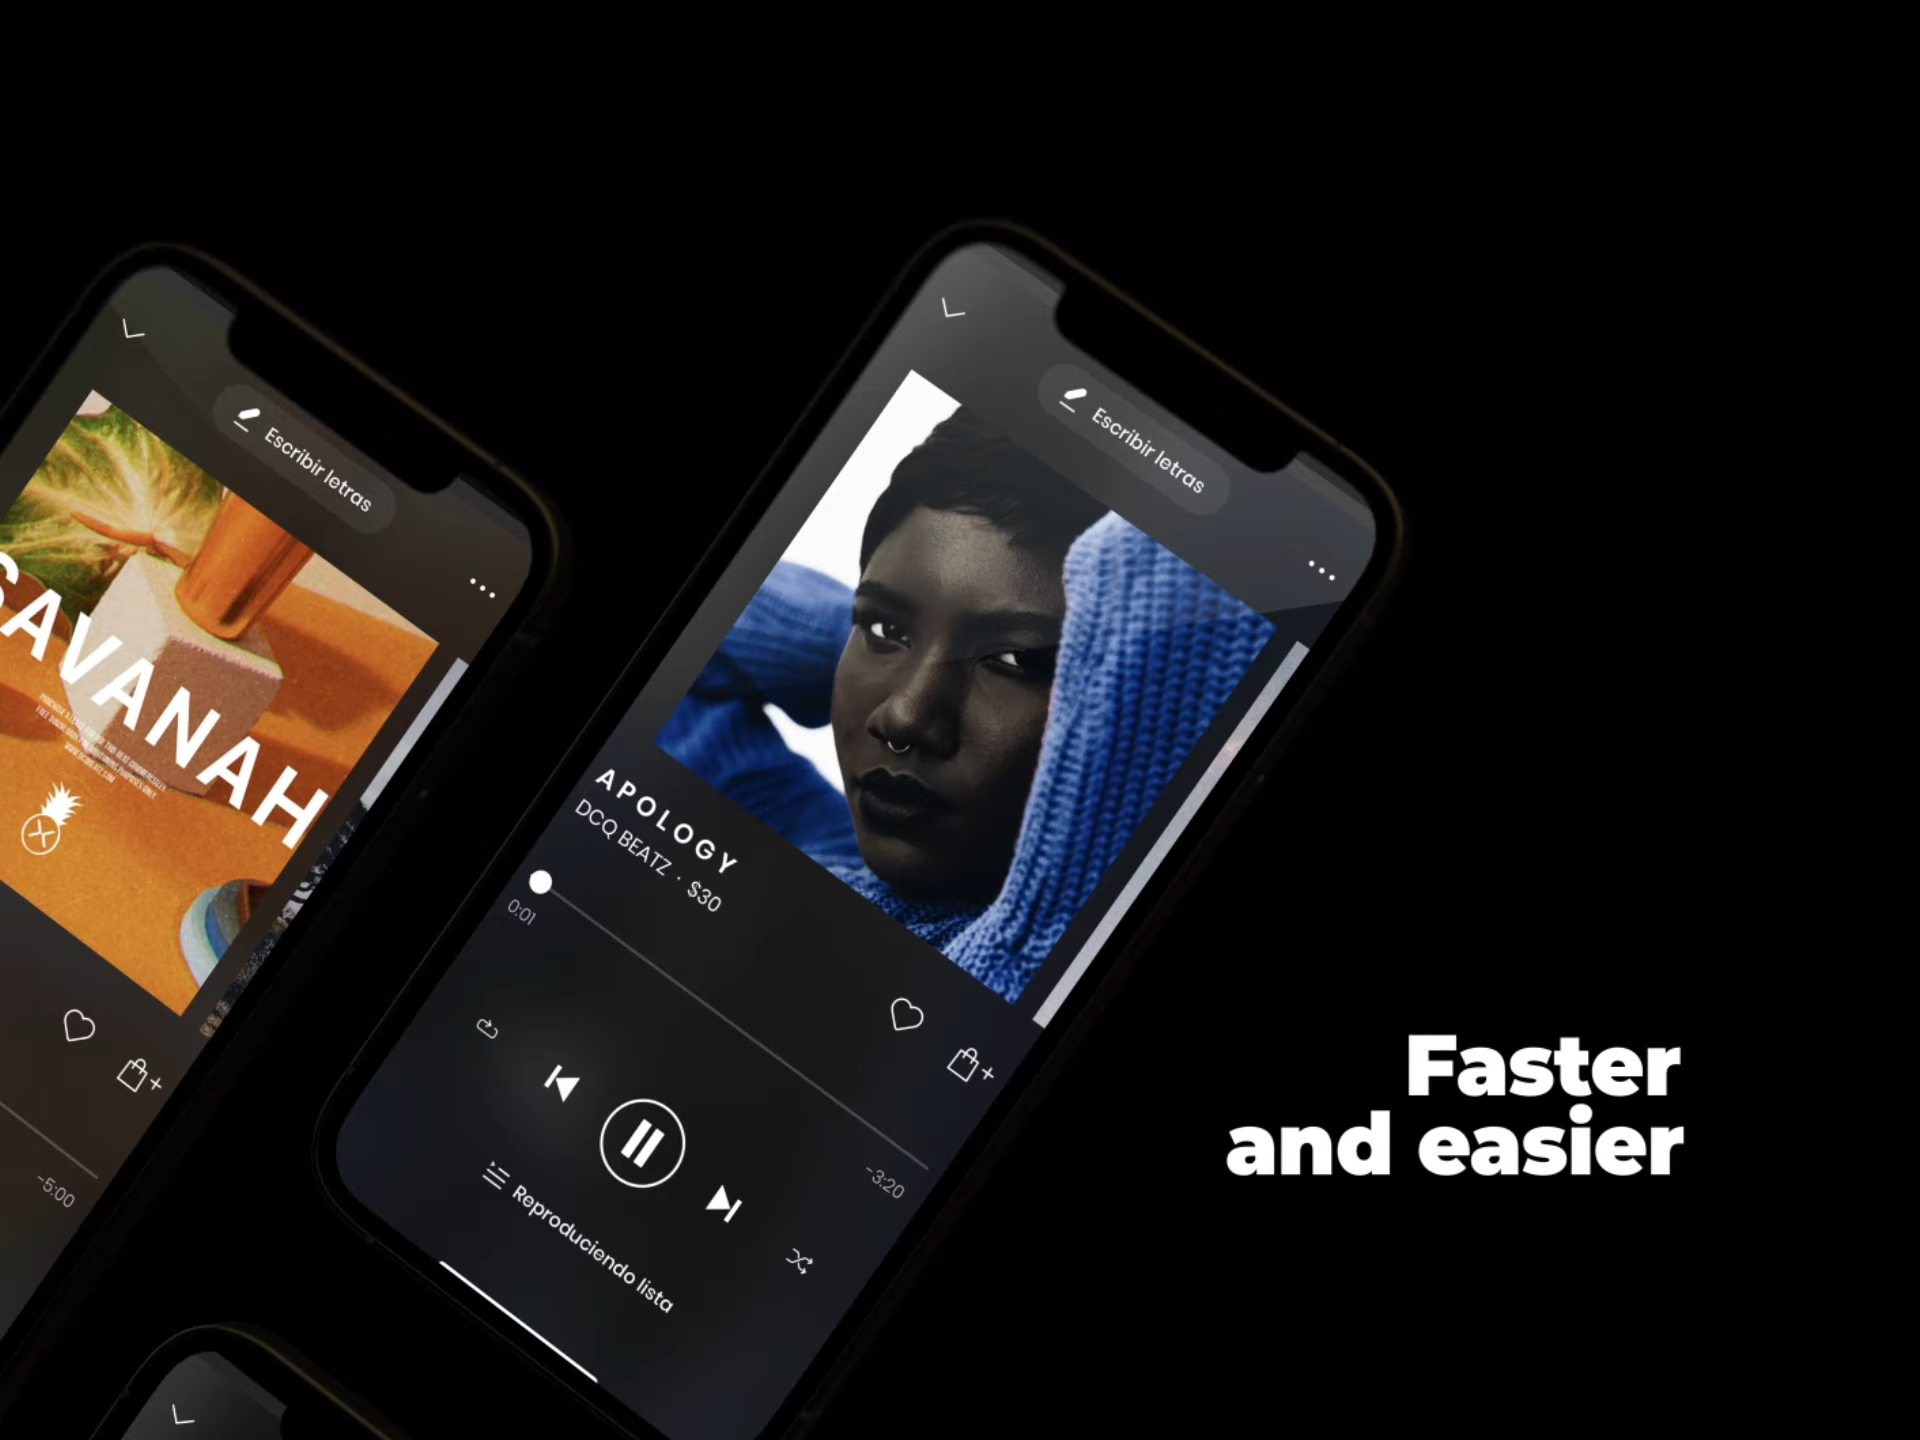 Escribir letras
SAVANAH
-5:00
Escribir letras
APOLOGY
DCQ BEATZ · $30
0:01
-3:20
Reproduciendo lista
Faster
and easier